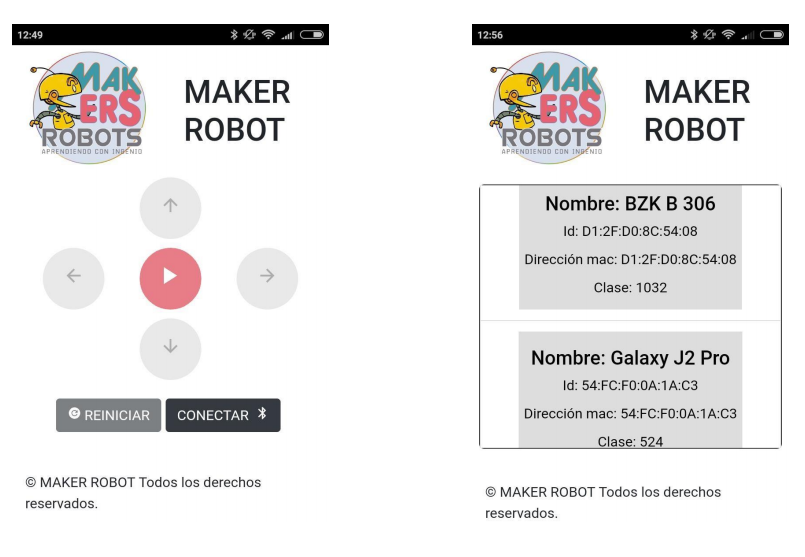 12:49
MAK
ERS
ROBOTS
APRENDIENDO CON INGENIO
MAKER
ROBOT
REINICIAR
CONECTAR
© MAKER ROBOT Todos los derechos
reservados.
12:56
MAK
ERS
ROBOTS
APRENDIENDO CON INGENIO
MAKER
ROBOT
Nombre: BZK B 306
Id: D1:2F:D0:8C:54:08
Dirección mac: D1:2F:D0:8C:54:08
Clase: 1032
Nombre: Galaxy J2 Pro
Id: 54:FC:F0:0A:1A:C3
Dirección mac: 54:FC:F0:0A:1A:C3
Clase: 524
© MAKER ROBOT Todos los derechos
reservados.